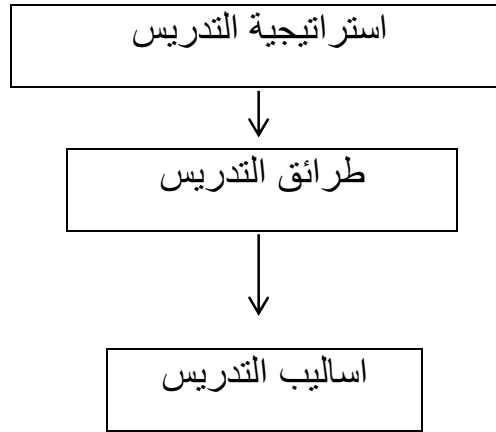 استراتيجية التدريس
طرائق التدريس
اساليب التدريس